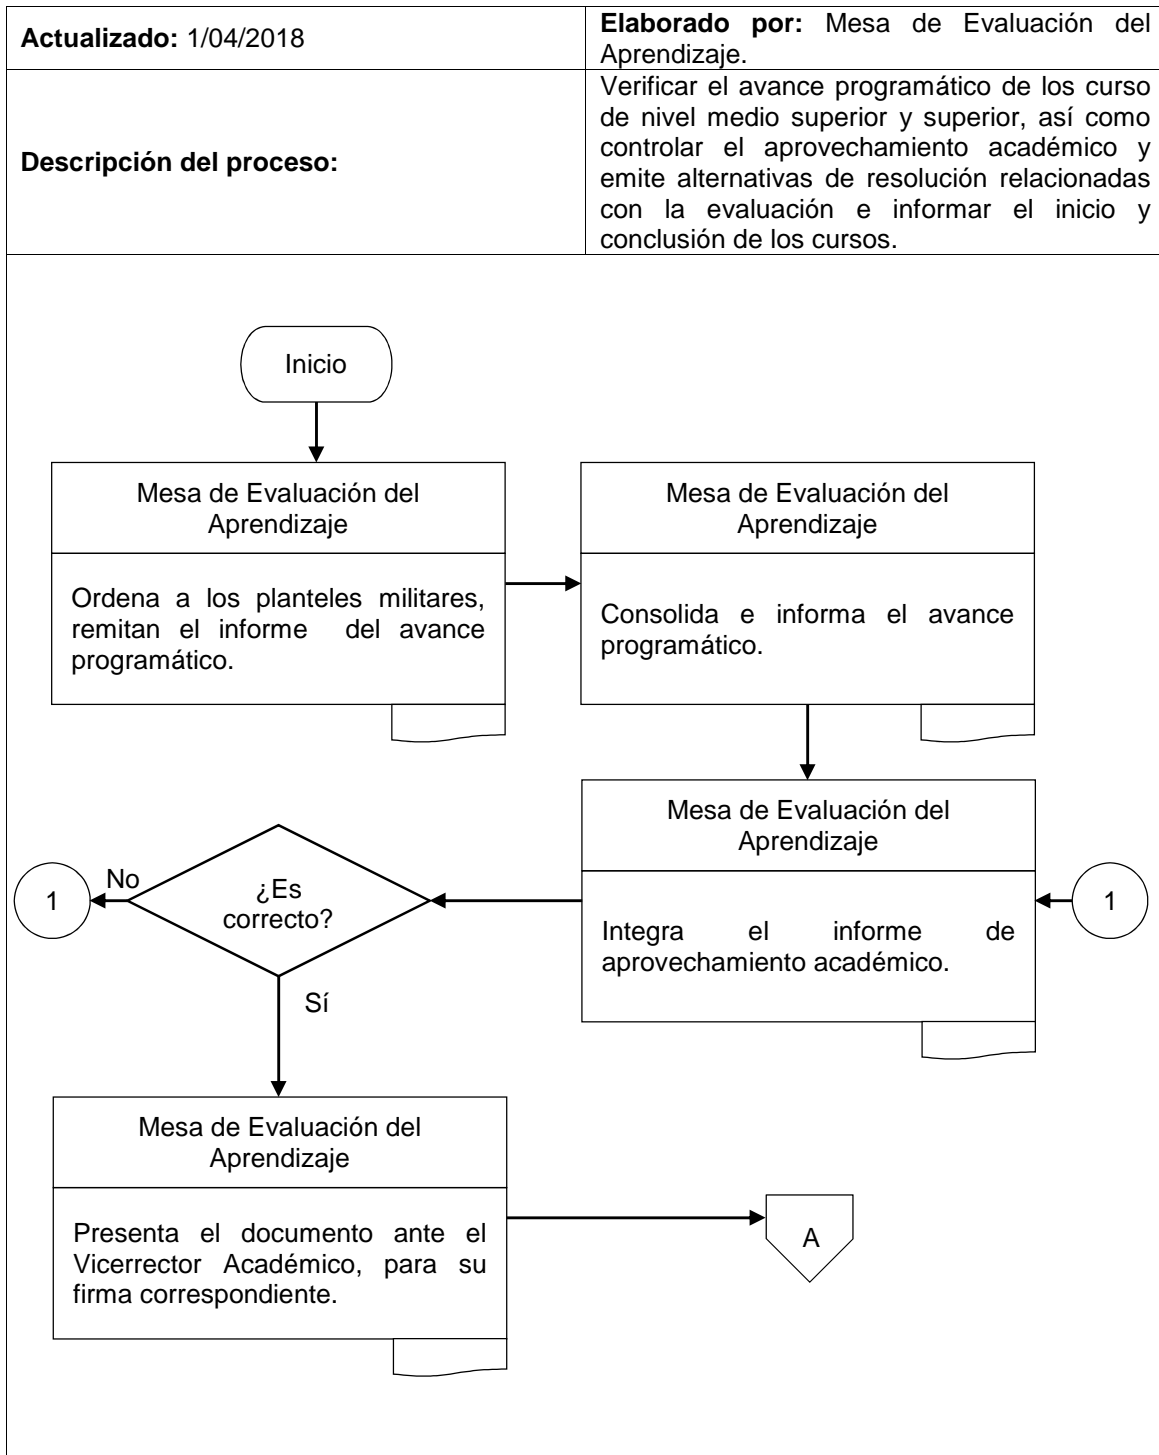 Actualizado: 1/04/2018
Elaborado por: Mesa de Evaluación del
Aprendizaje.
Descripción del proceso:
Verificar el avance programático de los curso
de nivel medio superior y superior, así como
controlar el aprovechamiento académico y
emite alternativas de resolución relacionadas
con la evaluación e informar el inicio y
conclusión de los cursos.
Inicio
Mesa de Evaluación del
Aprendizaje
Ordena a los planteles militares,
remitan el informe del avance
programático.
Mesa de Evaluación del
Aprendizaje
Consolida e informa el avance
programático.
Mesa de Evaluación del
Aprendizaje
Integra el informe de
aprovechamiento académico.
1
¿Es
correcto?
No
1
Sí
Mesa de Evaluación del
Aprendizaje
Presenta el documento ante el
Vicerrector Académico, para su
firma correspondiente.
A